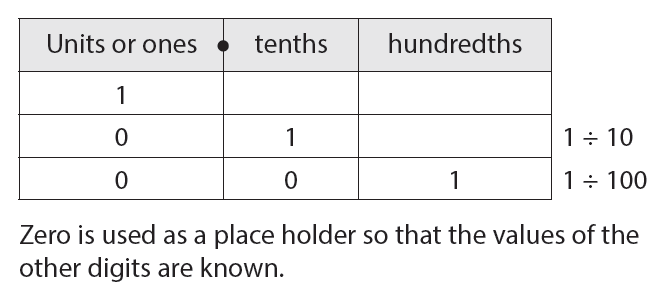 Units or ones • tenths hundredths
1
0 1 1 ÷ 10
0 0 1 1 ÷ 100
Zero is used as a place holder so that the values of the
other digits are known.